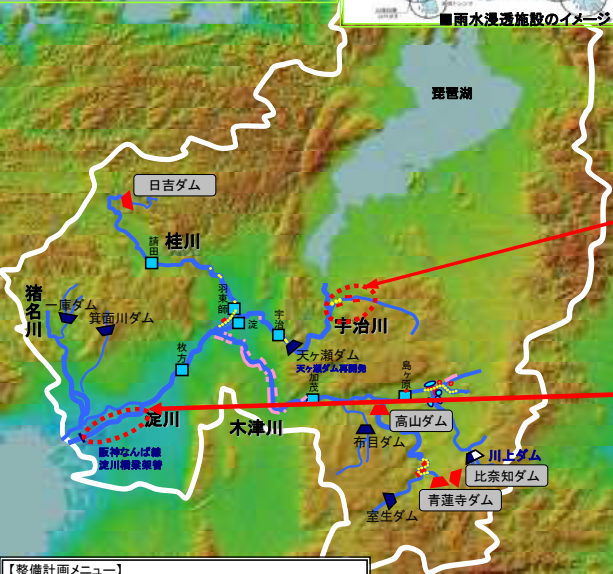 ■雨水浸透施設のイメージ
琵琶湖
日吉ダム
桂川
請田
羽束師
淀
宇治
宇治川
天ヶ瀬ダム
天ヶ瀬ダム再開発
猪名川
一庫ダム
箕面川ダム
枚方
加茂
島ヶ原
淀川
木津川
高山ダム
布目ダム
阪神なんば線
淀川橋梁架替
川上ダム
比奈知ダム
青蓮寺ダム
室生ダム
【整備計画メニュー】